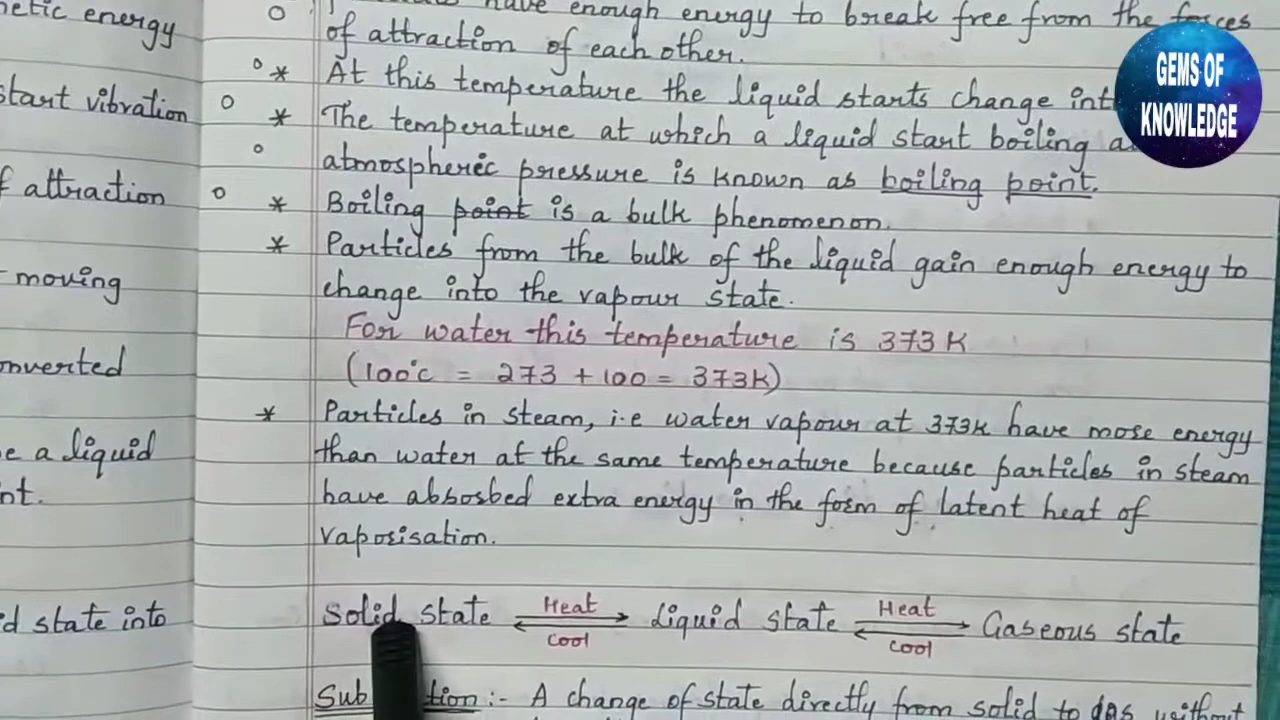 netic energy
start vibration
f attraction
moving
onverted
e a liquid
nt.
d state into
have enough energy to break free from the forces
of attraction of each other.
* At this temperature the liquid starts change int
* The temperature at which a liquid start boiling a
atmospheric pressure is known as boiling point.
* Boiling point is a bulk phenomenon.
* Particles from the bulk of the liquid gain enough energy to
change into the vapour state.
For water this temperature is 373K
(100°c = 273 + 100 = 373K)
* Particles in steam, i.e water vapour at 373K have more energy
than water at the same temperature because particles in steam
have absorbed extra energy in the form of latent heat of
vaporisation.
Solid state ⇌ Heat Cool Liquid state ⇌ Heat Cool Gaseous state
Sub tion :- A change of state directly from solid to gas without
GEMS OF
KNOWLEDGE